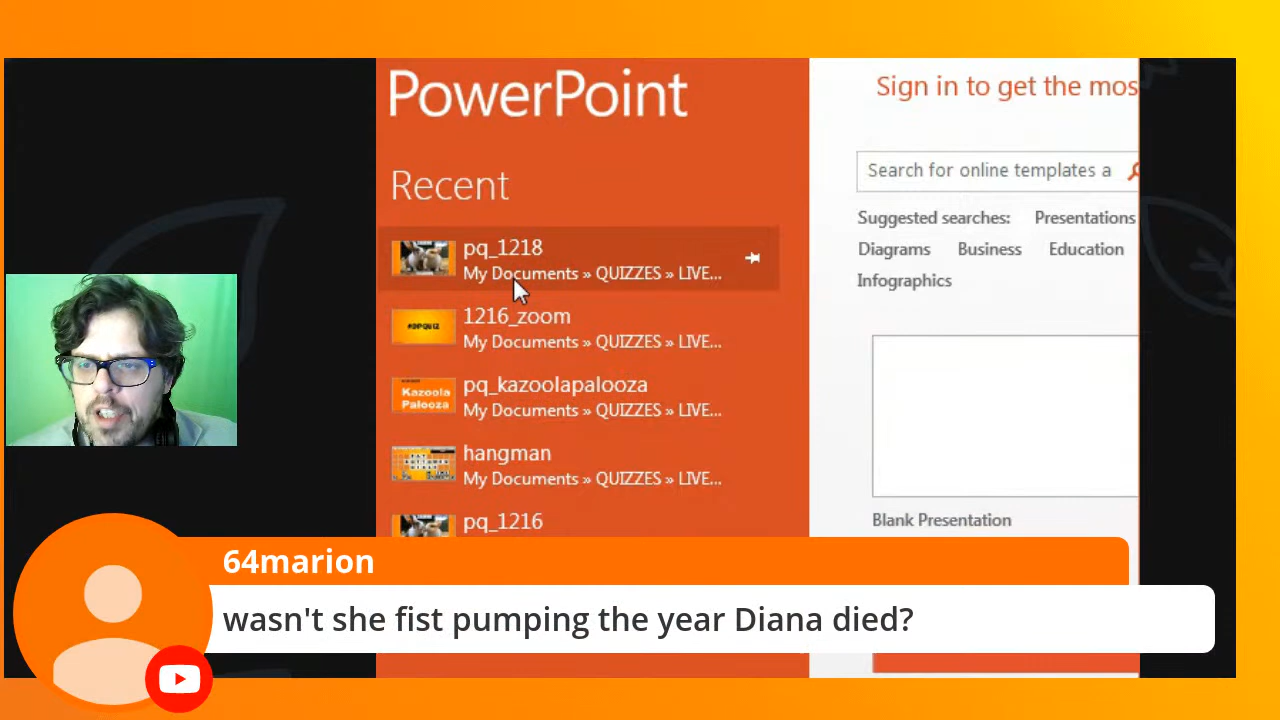 PowerPoint
Sign in to get the mos
Recent
Search for online templates a
Suggested searches: Presentations
Diagrams Business Education
Infographics
pq_1218
My Documents » QUIZZES » LIVE...
1216_zoom
My Documents » QUIZZES » LIVE...
#DPQUIZ
pq_kazoolapalooza
My Documents » QUIZZES » LIVE...
Kazoola
Palooza
hangman
My Documents » QUIZZES » LIVE...
pq_1216
Blank Presentation
64marion
wasn't she fist pumping the year Diana died?